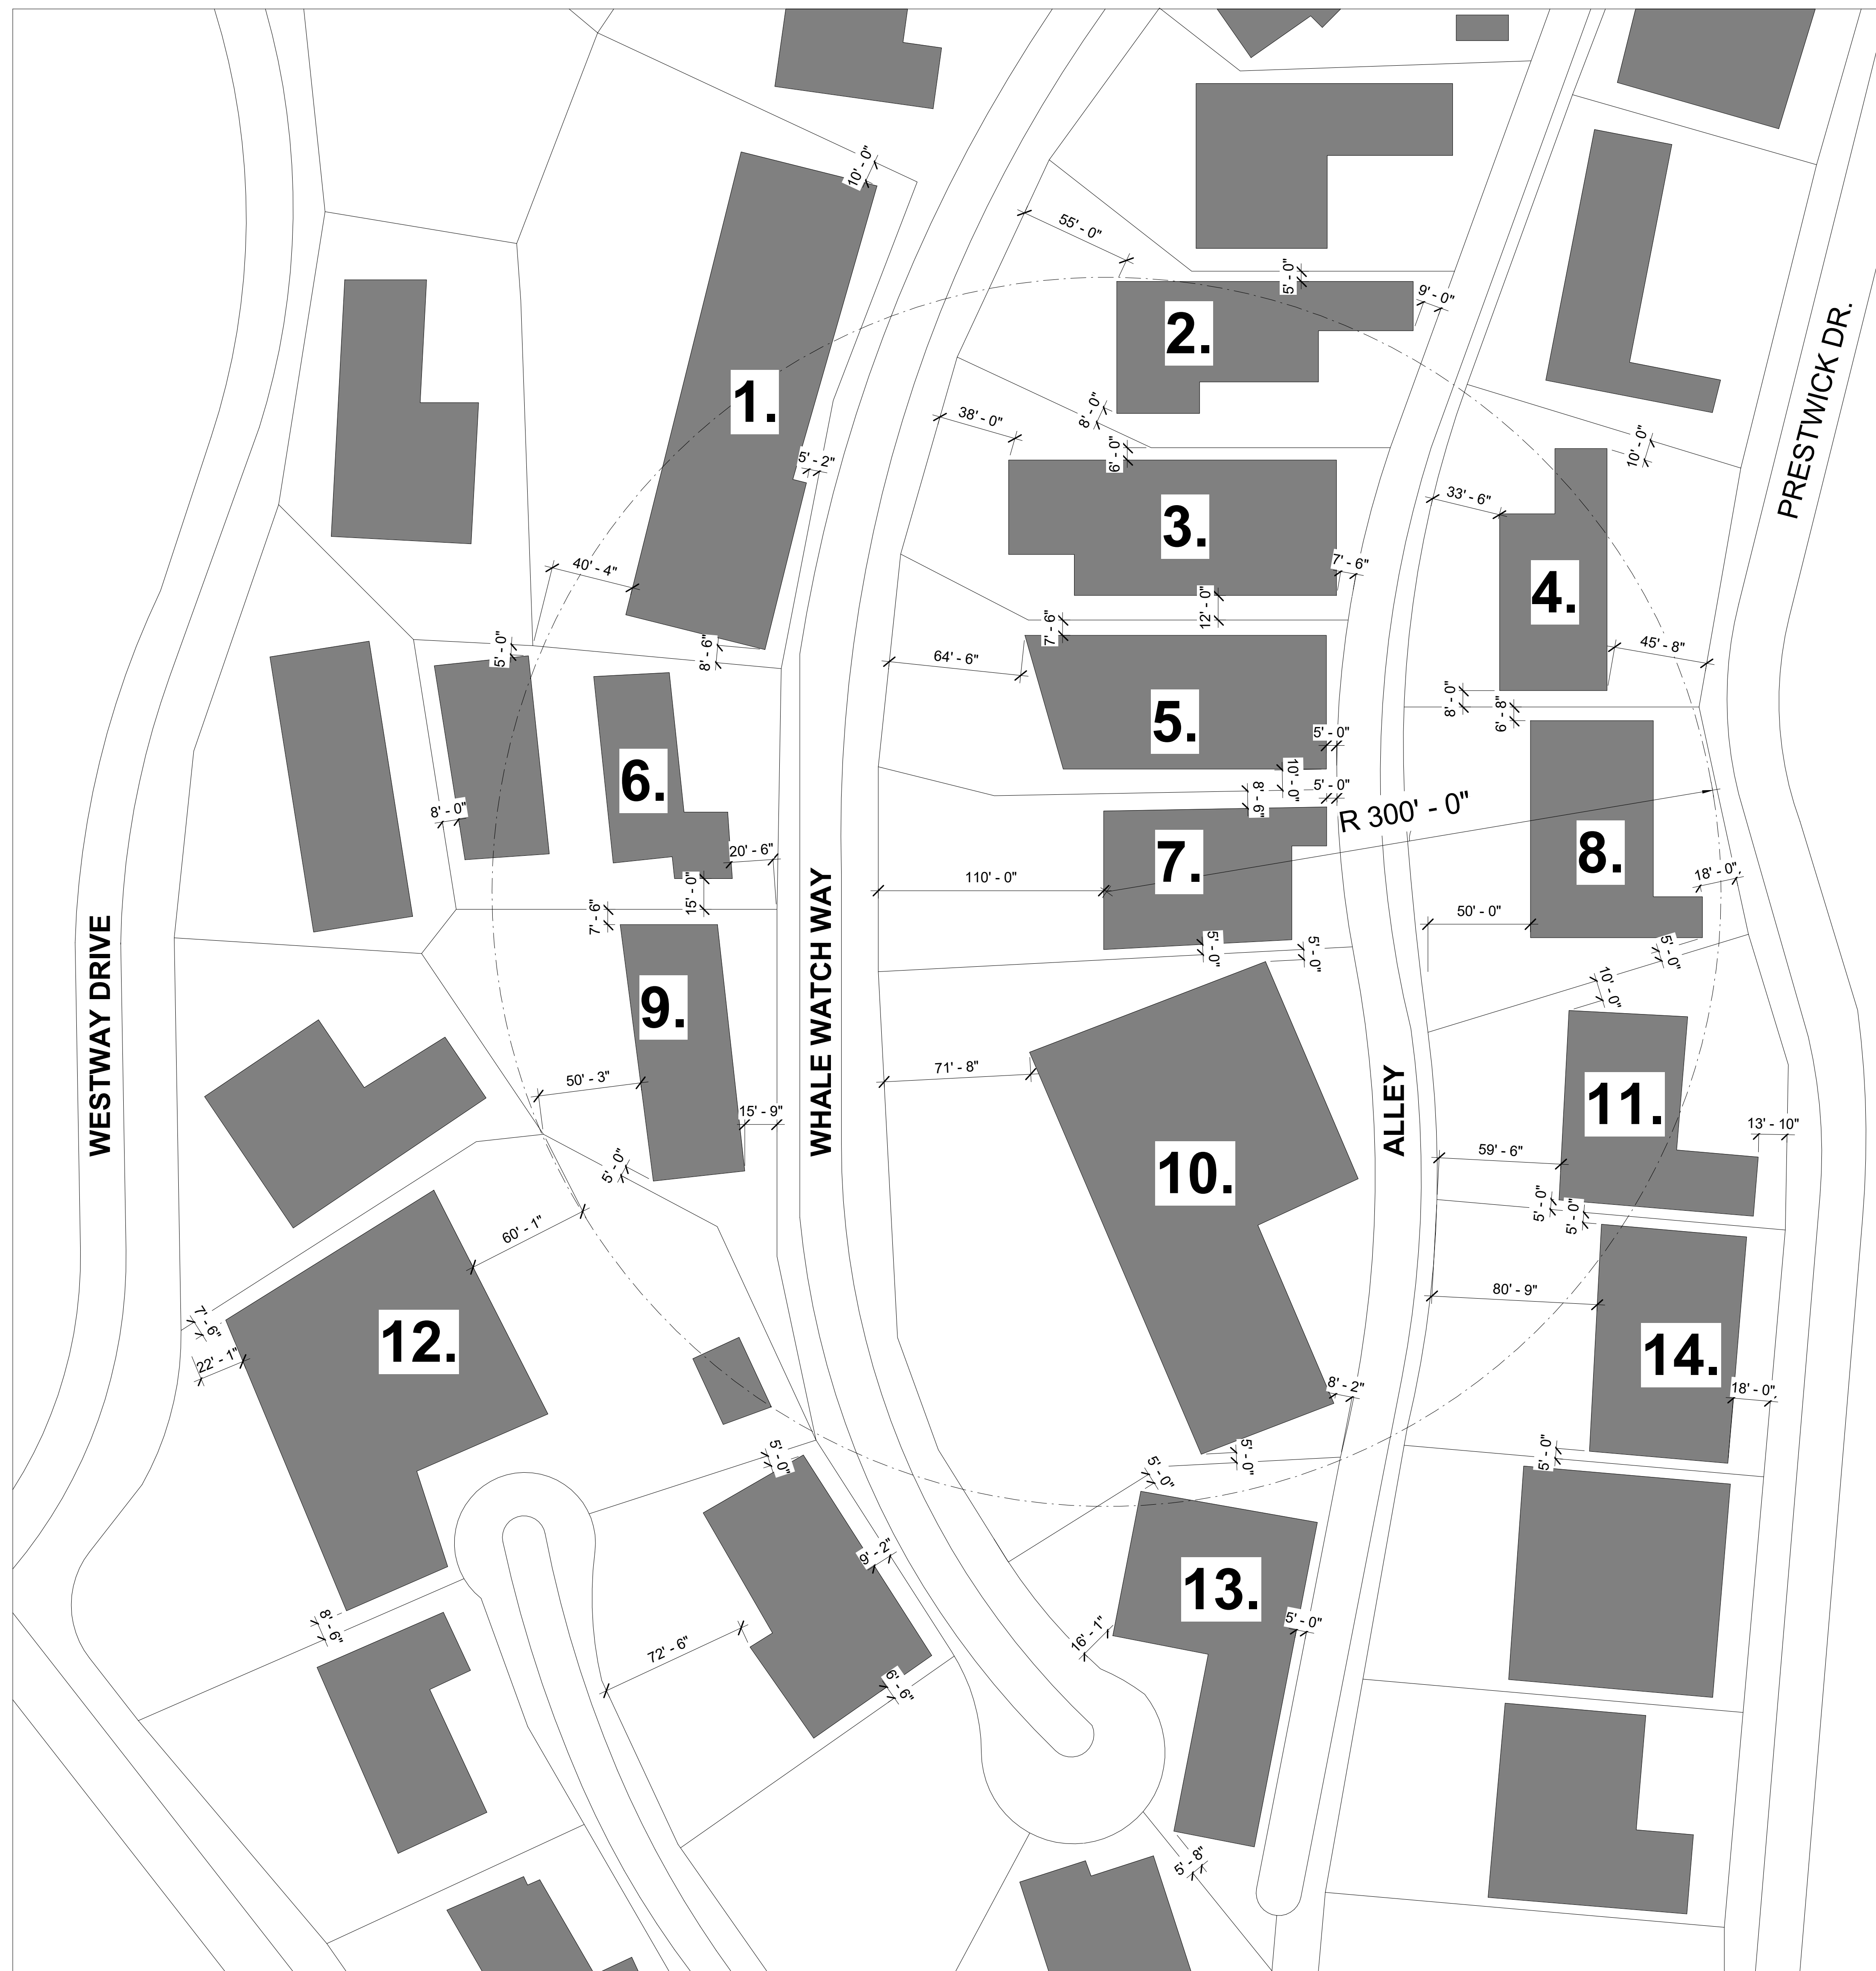 10' - 0"
55' - 0"
5' - 0"
9' - 0"
2.
PRESTWICK DR.
1.
8' - 0"
38' - 0"
6' - 0"
10' - 0"
5' - 2"
3.
33' - 6"
7' - 6"
40' - 4"
4.
12' - 0"
7' - 6"
5' - 0"
8' - 6"
64' - 6"
45' - 8"
8' - 0"
6' - 8"
5.
5' - 0"
6.
10' - 0"
5' - 0"
8' - 6"
R 300' - 0"
8' - 0"
20' - 6"
7.
8.
110' - 0"
18' - 0"
15' - 0"
7' - 6"
50' - 0"
5' - 0"
5' - 0"
5' - 0"
WESTWAY DRIVE
WHALE WATCH WAY
ALLEY
9.
10' - 0"
50' - 3"
71' - 8"
15' - 9"
11.
13' - 10"
59' - 6"
5' - 0"
10.
5' - 0"
5' - 0"
60' - 1"
80' - 9"
7' - 6"
22' - 1"
12.
14.
8' - 2"
18' - 0"
5' - 0"
5' - 0"
5' - 0"
5' - 0"
9' - 2"
13.
8' - 6"
72' - 6"
16' - 1"
5' - 0"
6' - 6"
5' - 8"